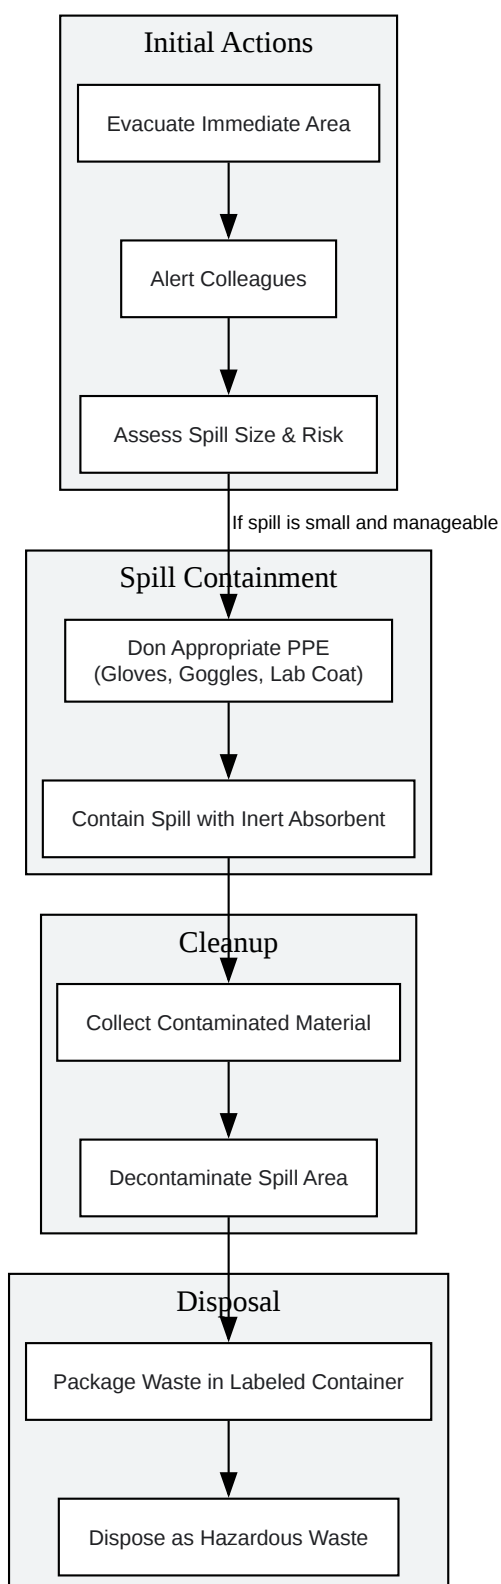 Initial Actions
Evacuate Immediate Area
Alert Colleagues
Assess Spill Size & Risk
If spill is small and manageable
Spill Containment
Don Appropriate PPE
(Gloves, Goggles, Lab Coat)
Contain Spill with Inert Absorbent
Cleanup
Collect Contaminated Material
Decontaminate Spill Area
Disposal
Package Waste in Labeled Container
Dispose as Hazardous Waste